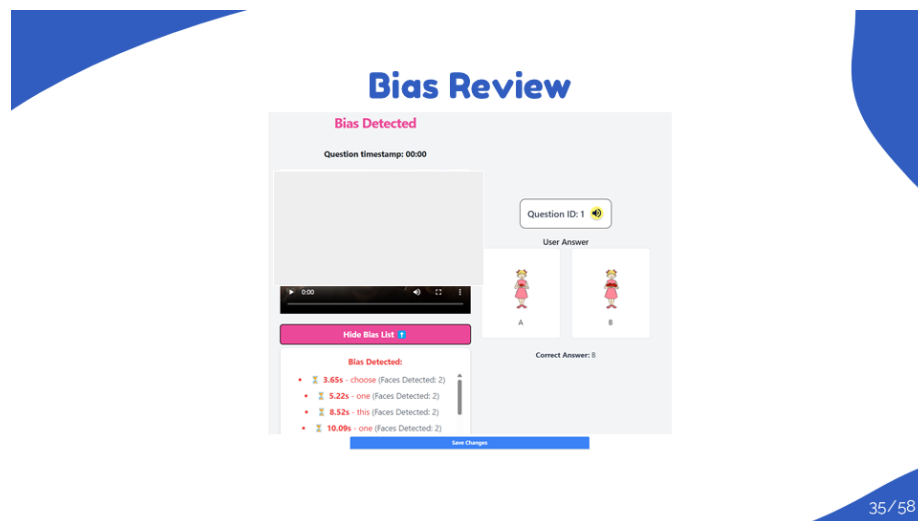 Bias Review
Bias Detected
Question timestamp: 00:00
0:00
Hide Bias List
Bias Detected:
3.65s - choose (Faces Detected: 2)
5.22s - one (Faces Detected: 2)
8.52s - this (Faces Detected: 2)
10.09s - one (Faces Detected: 2)
Question ID: 1
User Answer
A
B
Correct Answer: B
Save Changes
35/58